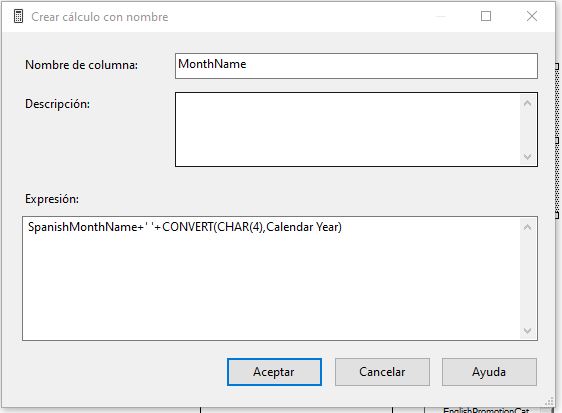 Crear cálculo con nombre
Nombre de columna: MonthName
Descripción:
Expresión:
SpanishMonthName+' '+CONVERT(CHAR(4),Calendar Year)
Aceptar Cancelar Ayuda
EnglishPromotionCat